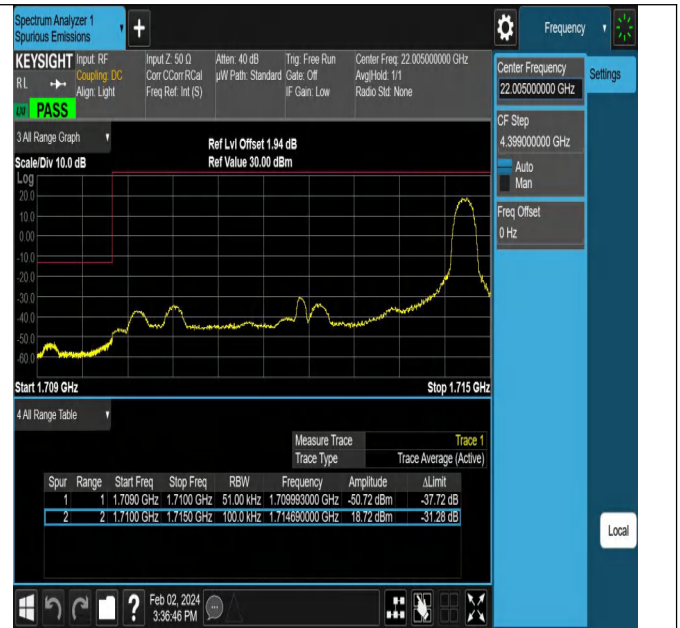 Spectrum Analyzer 1
Spurious Emissions
Frequency
KEYSIGHT
RL
PASS
Input: RF
Coupling: DC
Align: Light
Input Z: 50 Ω
Corr CCorr RCal
Freq Ref: Int (S)
Atten: 40 dB
µW Path: Standard
Trig: Free Run
Gate: Off
IF Gain: Low
Center Freq: 22.005000000 GHz
Avg|Hold: 1/1
Radio Std: None
Center Frequency
22.005000000 GHz
Settings
CF Step
4.399000000 GHz
Auto
Man
Freq Offset
0 Hz
3 All Range Graph
Scale/Div 10.0 dB
Ref Lvl Offset 1.94 dB
Ref Value 30.00 dBm
Log
20.0
10.0
0.00
-10.0
-20.0
-30.0
-40.0
-50.0
-60.0
Start 1.709 GHz
Stop 1.715 GHz
4 All Range Table
Measure Trace Trace 1
Trace Type Trace Average (Active)
Spur Range Start Freq Stop Freq RBW Frequency Amplitude ΔLimit
1 1 1.7090 GHz 1.7100 GHz 51.00 kHz 1.709993000 GHz -50.72 dBm -37.72 dB
2 2 1.7100 GHz 1.7150 GHz 100.0 kHz 1.714690000 GHz 18.72 dBm -31.28 dB
Local
?
Feb 02, 2024
3:36:46 PM